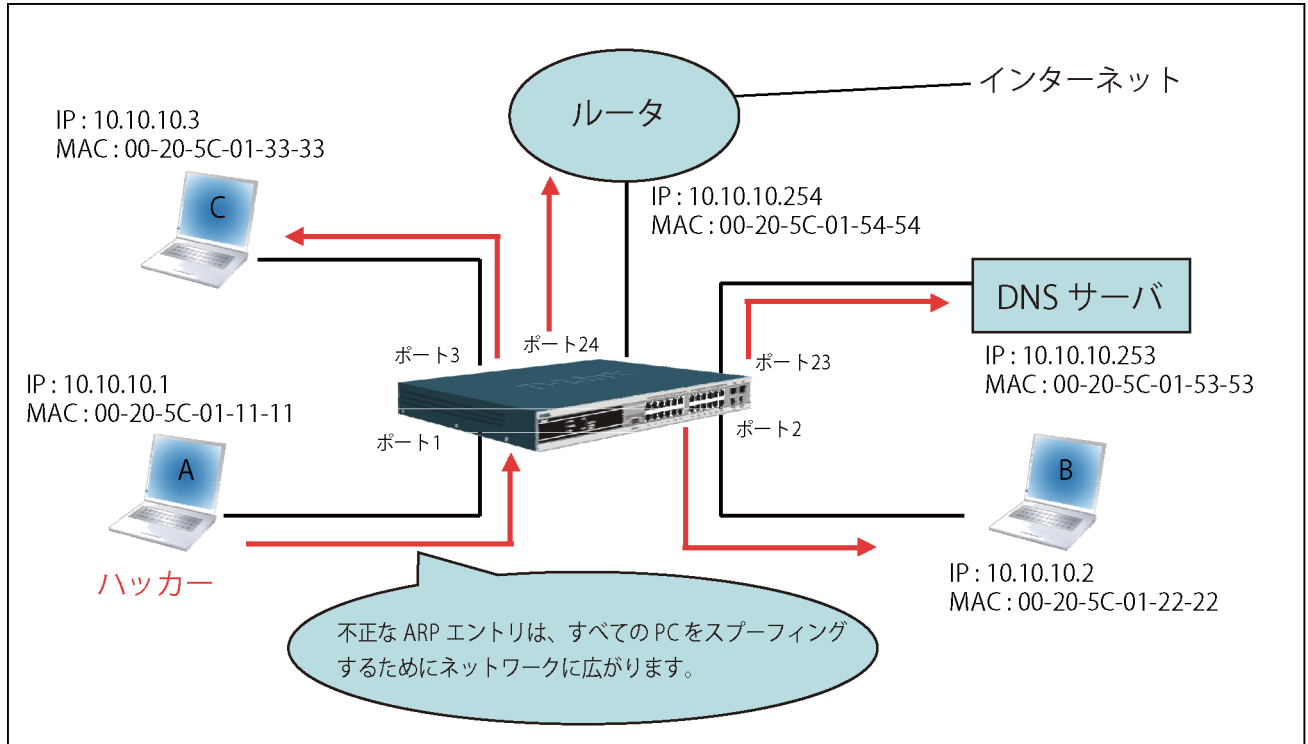 ルータ
インターネット
IP : 10.10.10.3
MAC : 00-20-5C-01-33-33
C
IP : 10.10.10.254
MAC : 00-20-5C-01-54-54
DNS サーバ
ポート3
ポート24
ポート23
IP : 10.10.10.253
MAC : 00-20-5C-01-53-53
IP : 10.10.10.1
MAC : 00-20-5C-01-11-11
D-Link
ポート1
ポート2
A
B
ハッカー
IP : 10.10.10.2
MAC : 00-20-5C-01-22-22
不正な ARP エントリは、すべての PC をスプーフィング
するためにネットワークに広がります。